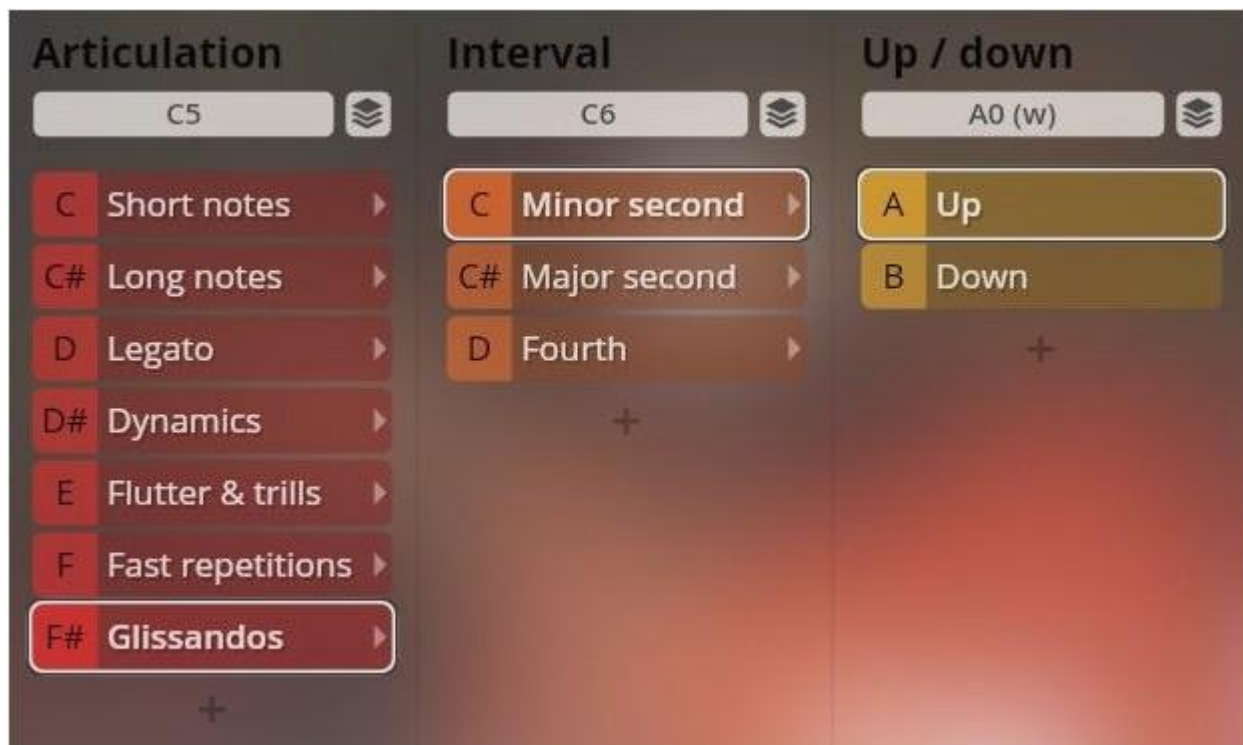 Articulation
C5
C Short notes
C# Long notes
D Legato
D# Dynamics
E Flutter & trills
F Fast repetitions
F# Glissandos
+
Interval
C6
C Minor second
C# Major second
D Fourth
+
Up / down
A0 (w)
A Up
B Down
+